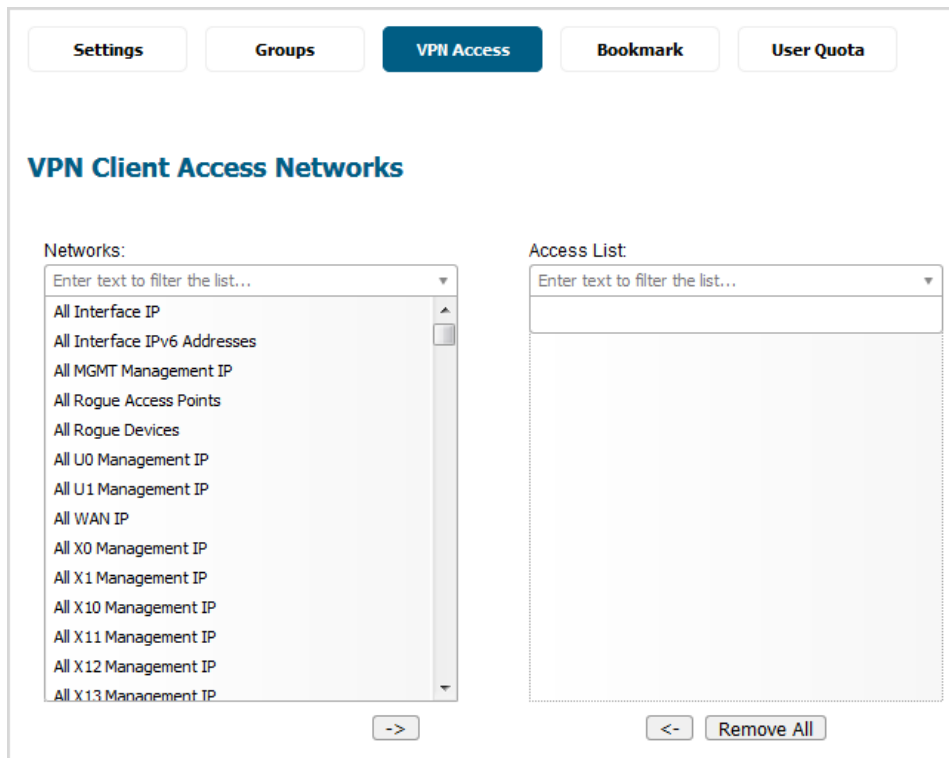 Settings Groups VPN Access Bookmark User Quota
VPN Client Access Networks
Networks:
Enter text to filter the list...
All Interface IP
All Interface IPv6 Addresses
All MGMT Management IP
All Rogue Access Points
All Rogue Devices
All U0 Management IP
All U1 Management IP
All WAN IP
All X0 Management IP
All X1 Management IP
All X10 Management IP
All X11 Management IP
All X12 Management IP
All X13 Management IP
->
Access List:
Enter text to filter the list...
<- Remove All